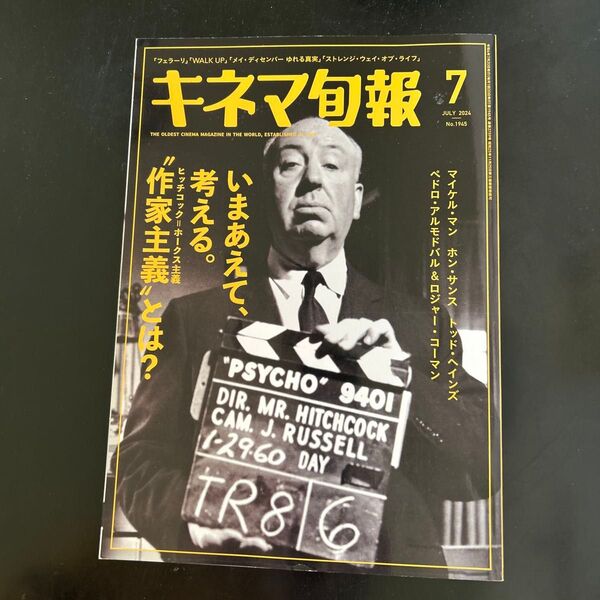 「フェラーリ」「WALK UP」「メイ・ディセンバー ゆれる真実」「ストレンジ・ウェイ・オブ・ライフ」
キネマ旬報
7
JULY 2024
No.1945
THE OLDEST CINEMA MAGAZINE IN THE WORLD, ESTABLISHED
マイケル・マン ホン・サンス トッド・ヘインズ
ペドロ・アルモドバル & ロジャー・コーマン
いまあえて、
考える。
ヒッチコック=ホークス主義
“作家主義”とは?
"PSYCHO" 9401
DIR. MR. HITCHCOCK
CAM. J. RUSSELL
1-29-60 DAY
TR8 6